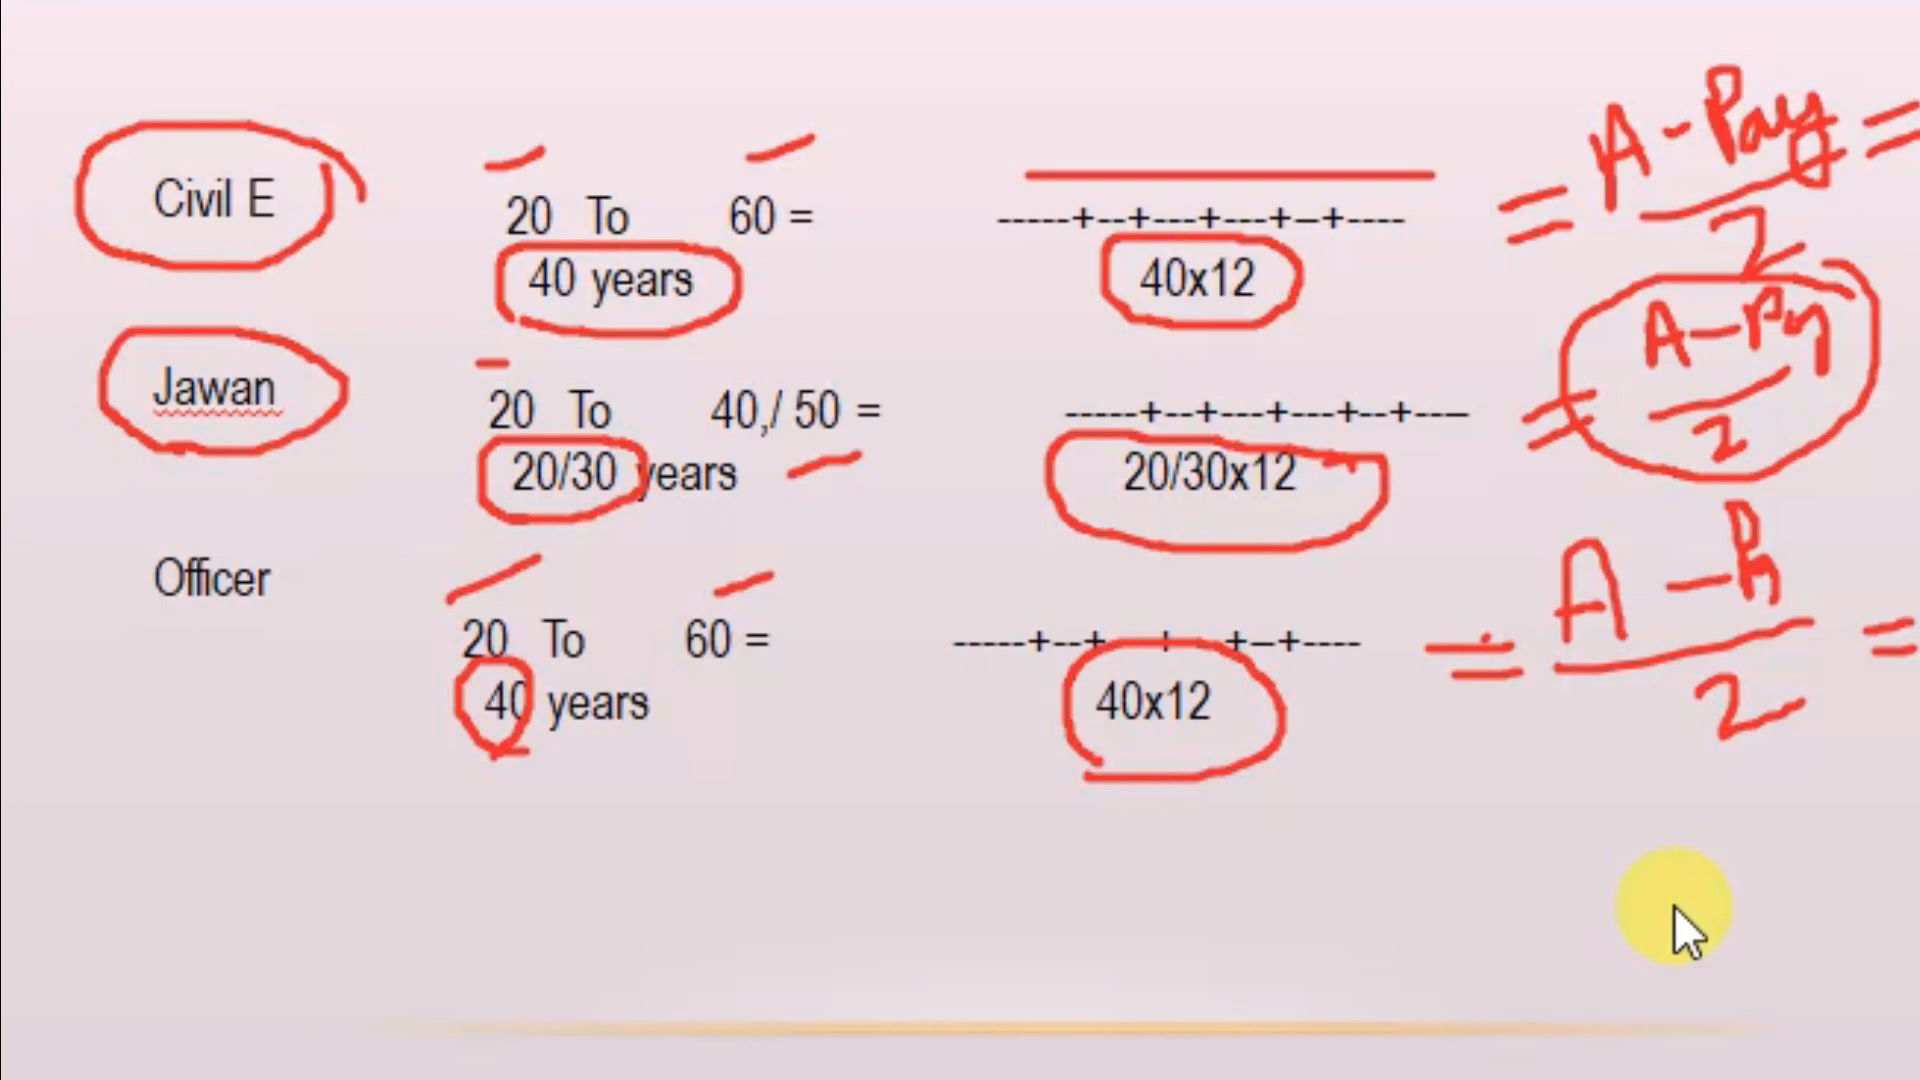 Civil E
20 To 60 =
-----+--+---+---+--+----
= A - Pay =
2
40 years
40x12
Jawan
20 To 40,/ 50 =
-----+--+---+---+--+----
= A - Pay
2
20/30 years
20/30x12
Officer
20 To 60 =
-----+--+---+---+--+----
= A - P =
2
40 years
40x12